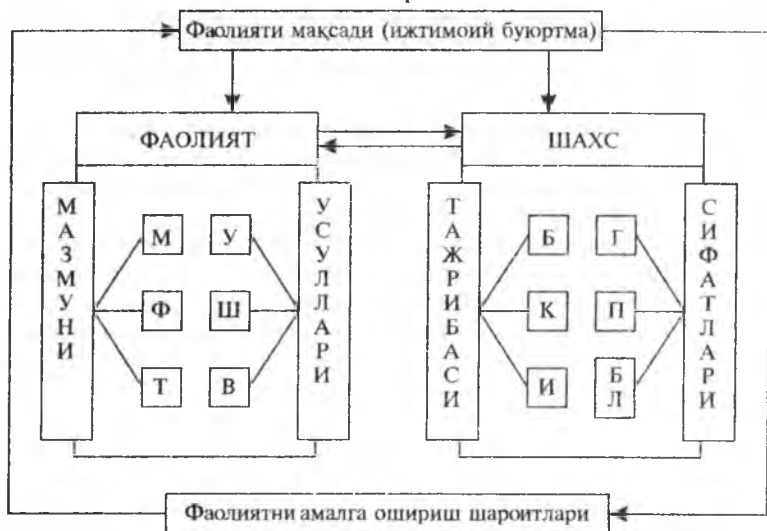 Фаолияти мақсади (ижтимоий буюртма)
ФАОЛИЯТ
ШАХС
МАЗМУНИ
М
У
Ф
Ш
Т
В
УСУЛЛАРИ
ТАЖРИБАСИ
Б
Г
К
П
И
БЛ
СИФАТЛАРИ
Фаолиятни амалга ошириш шароитлари